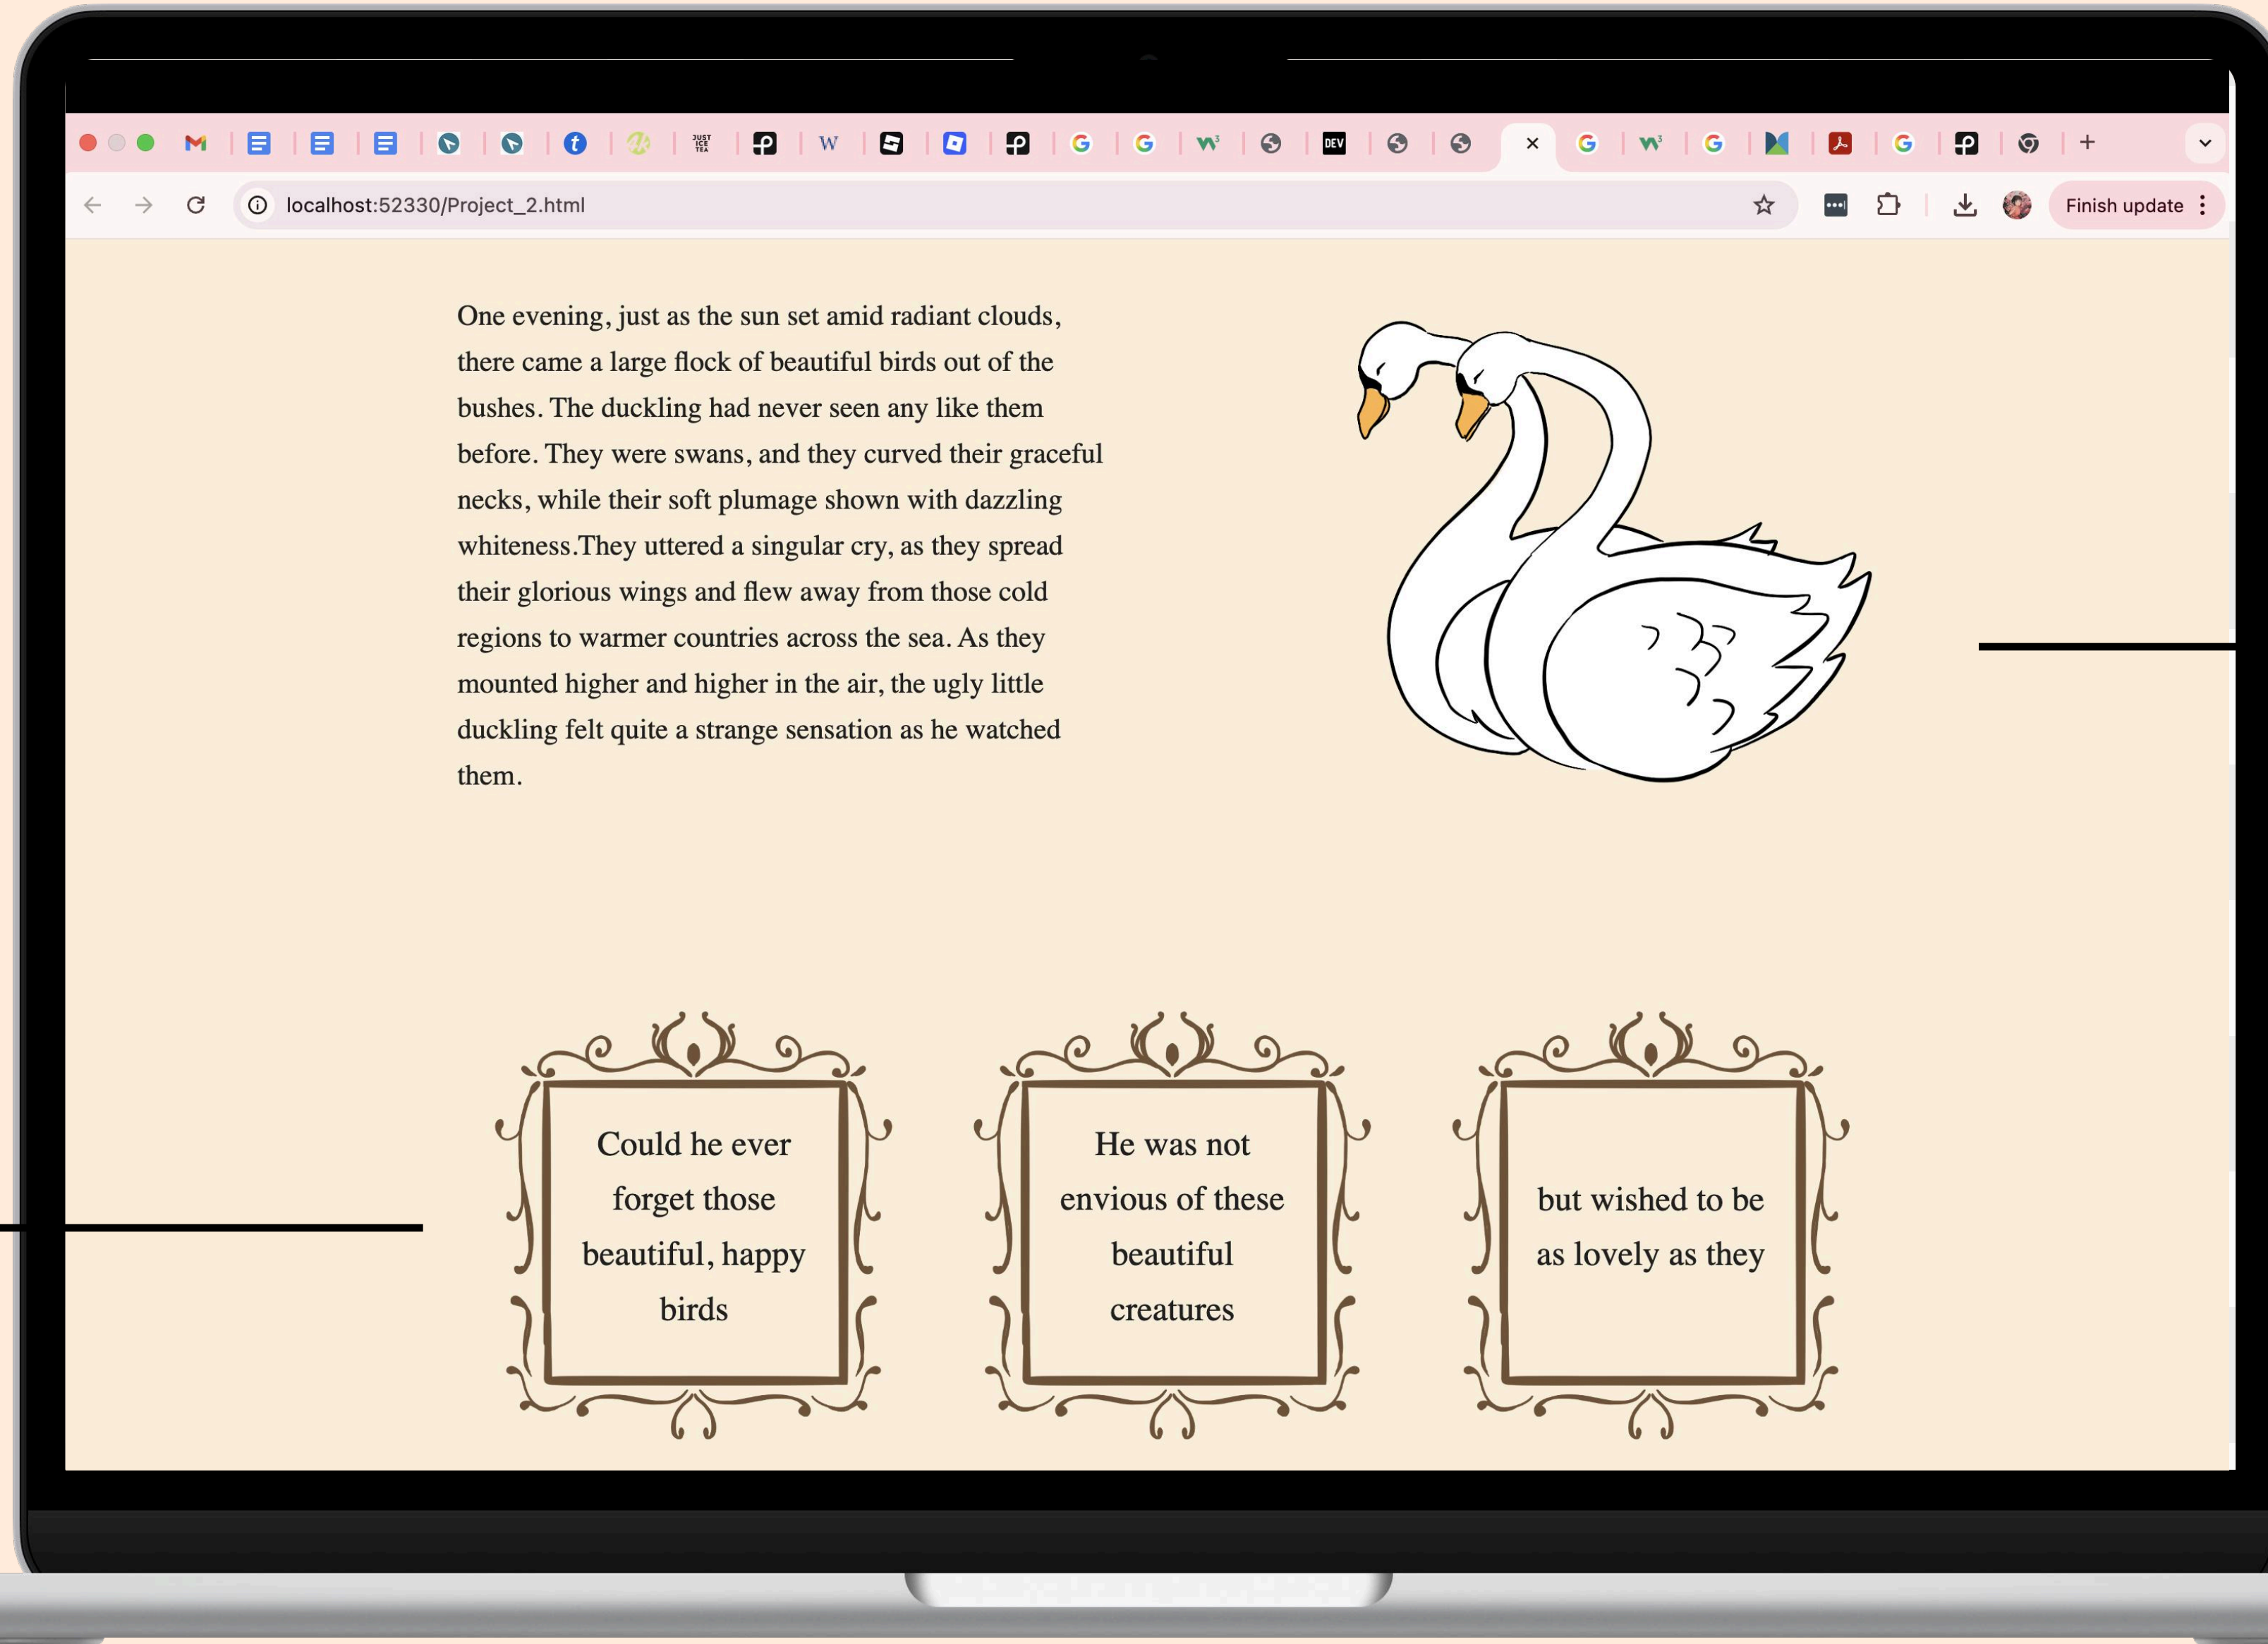 JUST
ICE
TEA
W
DEV
localhost:52330/Project_2.html
Finish update
One evening, just as the sun set amid radiant clouds,
there came a large flock of beautiful birds out of the
bushes. The duckling had never seen any like them
before. They were swans, and they curved their graceful
necks, while their soft plumage shown with dazzling
whiteness.They uttered a singular cry, as they spread
their glorious wings and flew away from those cold
regions to warmer countries across the sea. As they
mounted higher and higher in the air, the ugly little
duckling felt quite a strange sensation as he watched
them.
Could he ever
forget those
beautiful, happy
birds
He was not
envious of these
beautiful
creatures
but wished to be
as lovely as they